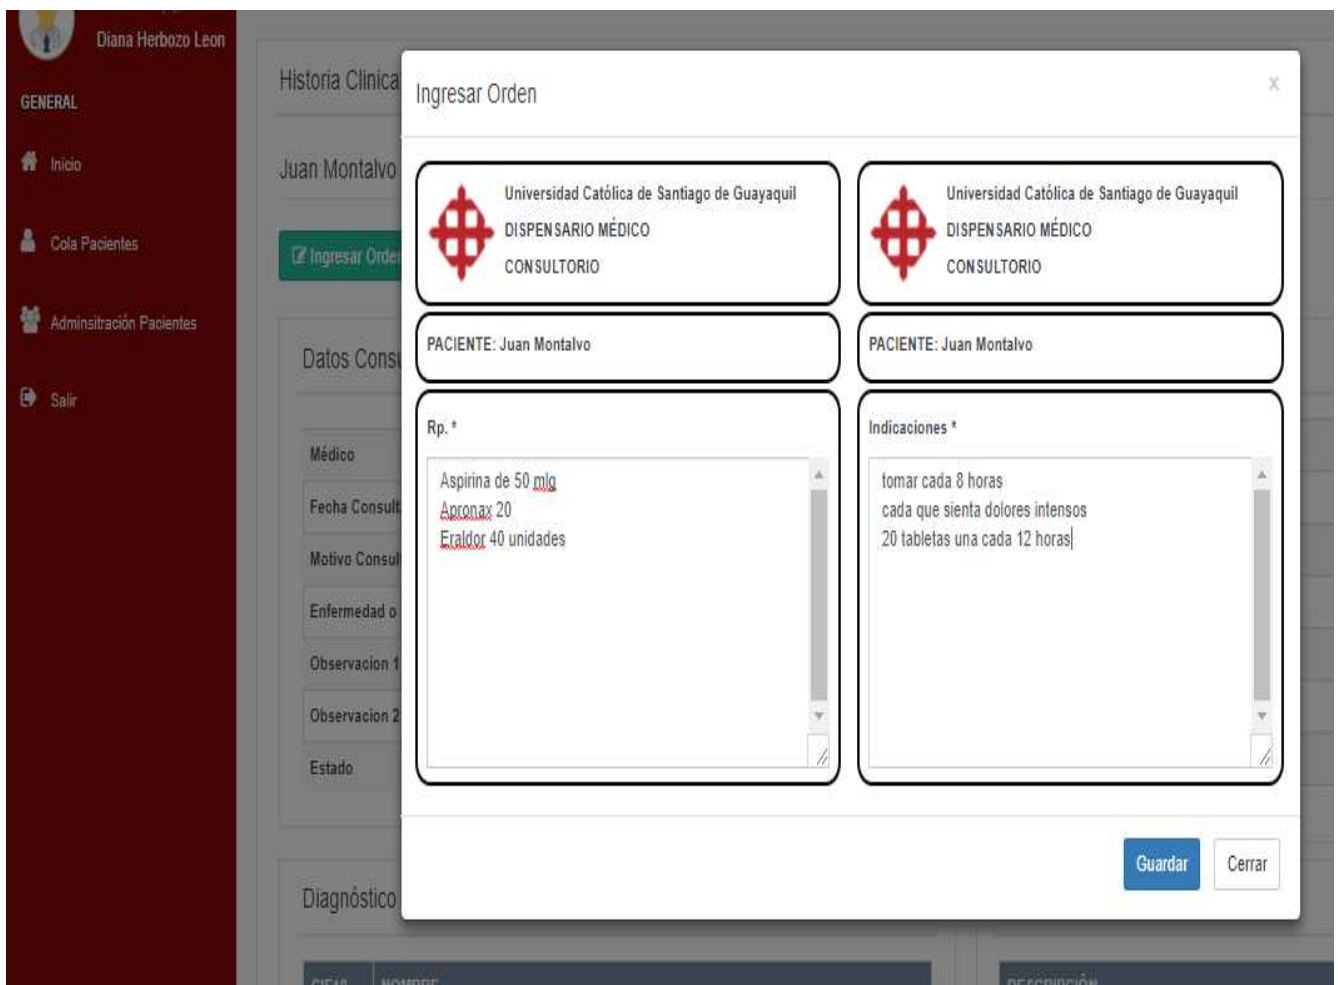 Diana Herbozo Leon
GENERAL
Inicio
Cola Pacientes
Adminsitración Pacientes
Salir
Historia Clinica
Juan Montalvo
Ingresar Orden
Datos
Médico
Fecha
Motivo
Enfermedad o
Observacion 1
Observacion 2
Estado
Diagnóstico
Ingresar Orden
x
Universidad Católica de Santiago de Guayaquil
DISPENSARIO MÉDICO
CONSULTORIO
PACIENTE: Juan Montalvo
Rp. *
Aspirina de 50 mlg
Apronax 20
Eraldor 40 unidades
Universidad Católica de Santiago de Guayaquil
DISPENSARIO MÉDICO
CONSULTORIO
PACIENTE: Juan Montalvo
Indicaciones *
tomar cada 8 horas
cada que sienta dolores intensos
20 tabletas una cada 12 horas
Guardar
Cerrar